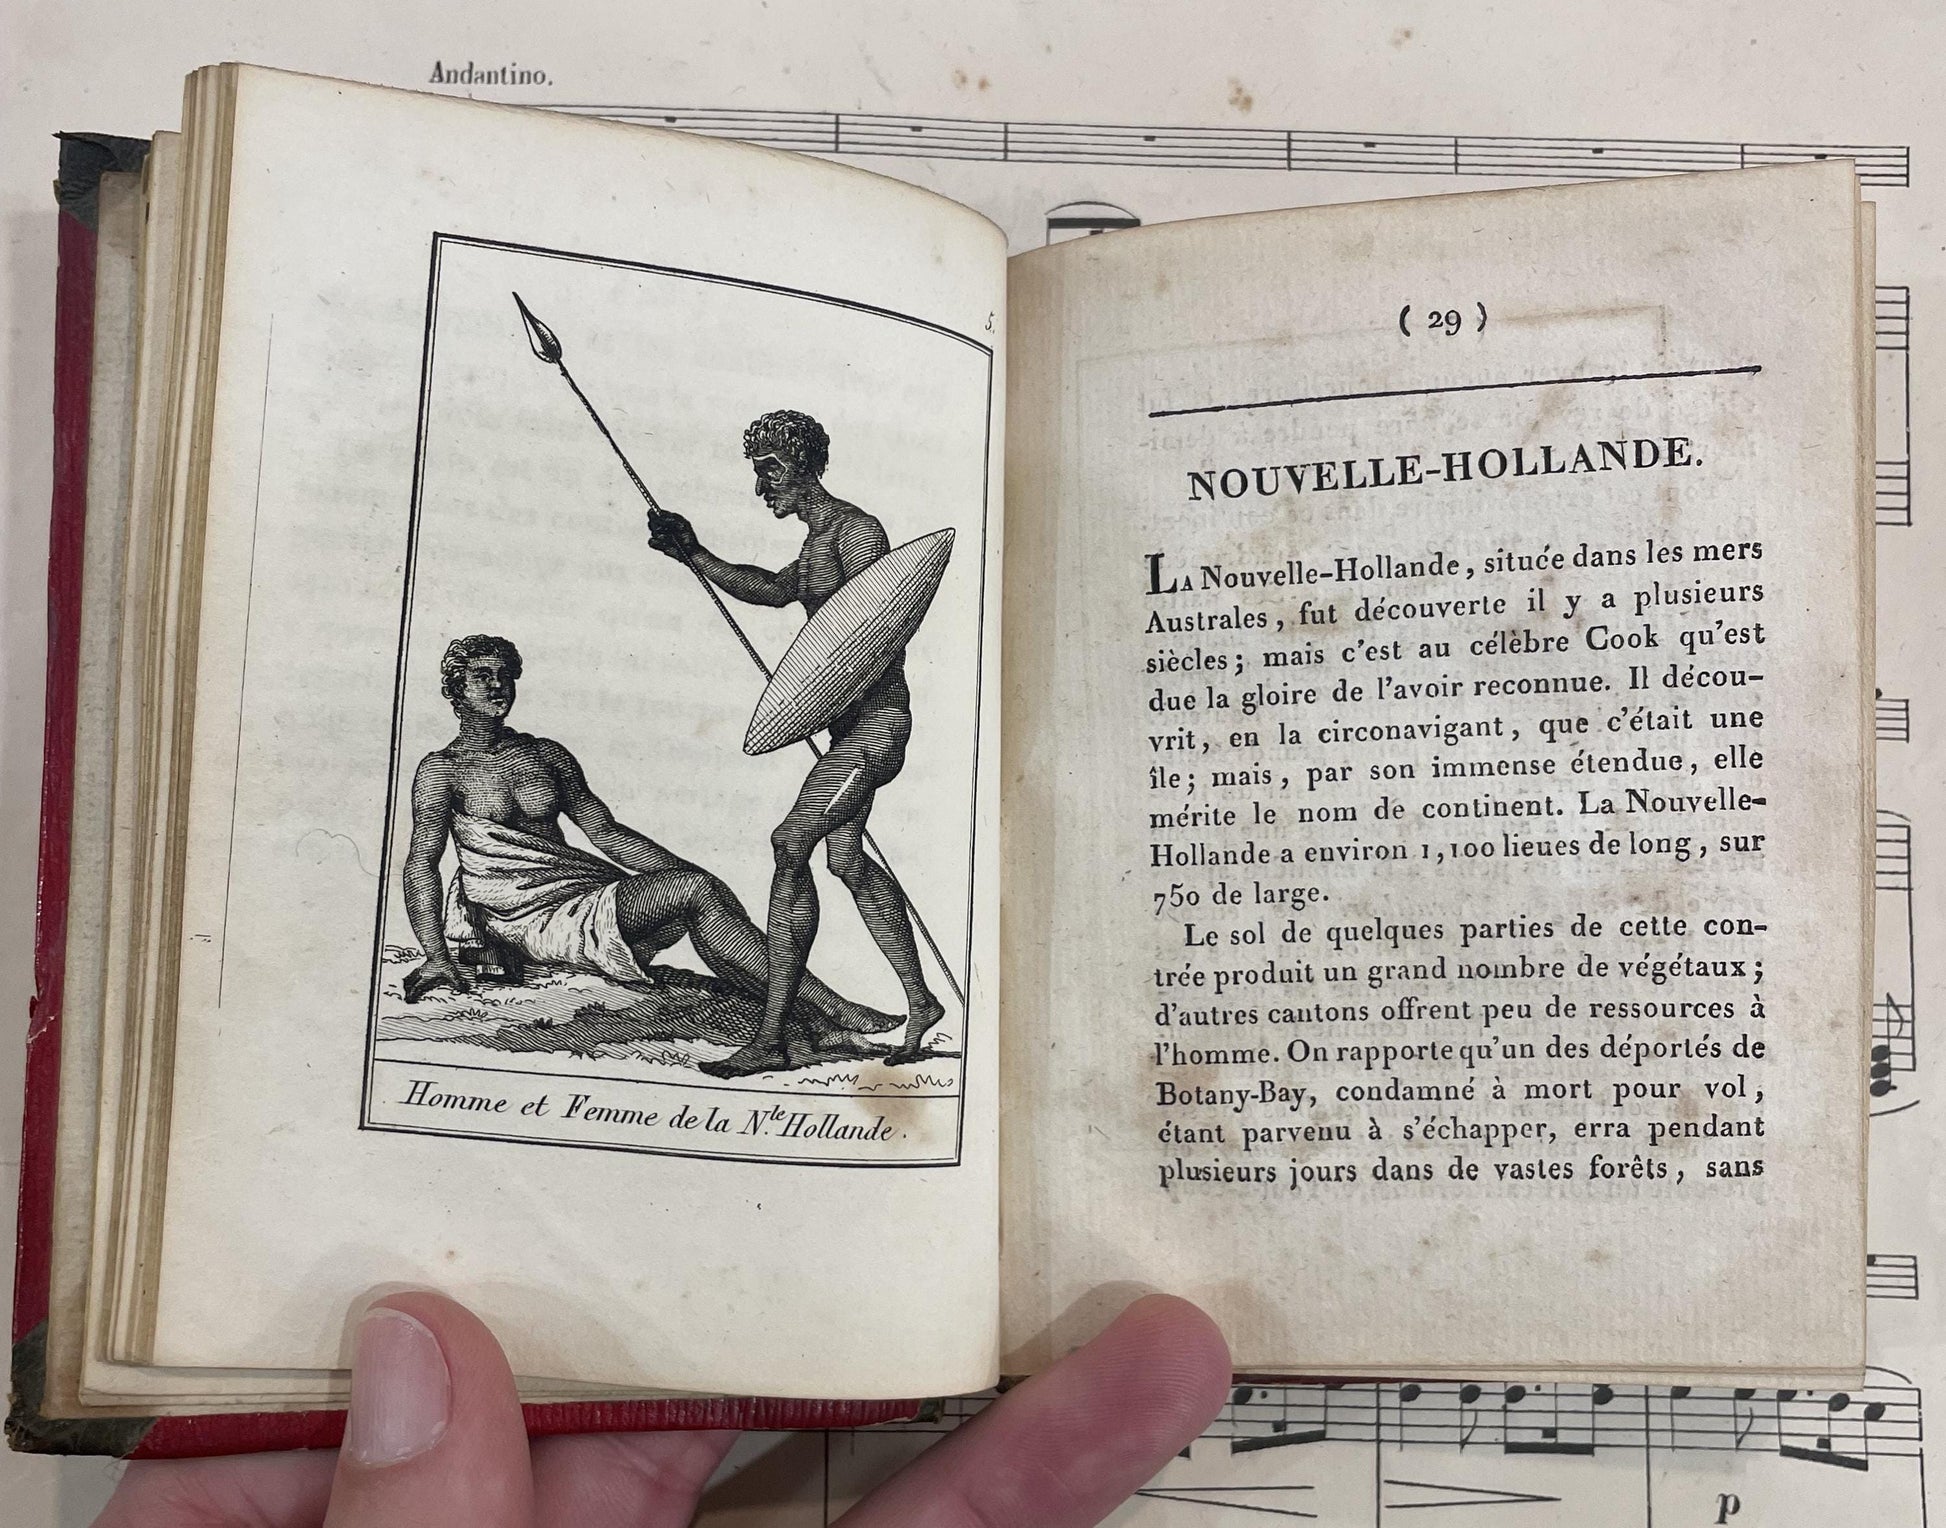 Andantino.
5.
Homme et Femme de la N.le Hollande.
( 29 )
NOUVELLE-HOLLANDE.
LA Nouvelle-Hollande, située dans les mers
Australes, fut découverte il y a plusieurs
siècles; mais c'est au célèbre Cook qu'est
due la gloire de l'avoir reconnue. Il décou-
vrit, en la circonavigant, que c'était une
île; mais, par son immense étendue, elle
mérite le nom de continent. La Nouvelle-
Hollande a environ 1,100 lieues de long, sur
750 de large.
Le sol de quelques parties de cette con-
trée produit un grand nombre de végétaux;
d'autres cantons offrent peu de ressources à
l'homme. On rapporte qu'un des déportés de
Botany-Bay, condamné à mort pour vol,
étant parvenu à s'échapper, erra pendant
plusieurs jours dans de vastes forêts, sans
p